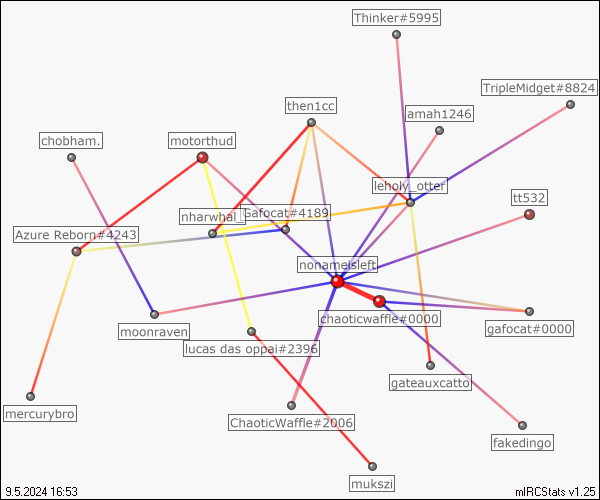 Thinker#5995
TripleMidget#8824
then1cc
amah1246
chobham.
motorthud
leholy_otter
tt532
nharwhal_
Gafocat#4189
Azure Reborn#4243
nonameisleft
chaoticwaffle#0000
gafocat#0000
moonraven
lucas das oppai#2396
gateauxcatto
mercurybro
ChaoticWaffle#2006
fakedingo
mukszi
9.5.2024 16:53
mIRCStats v1.25